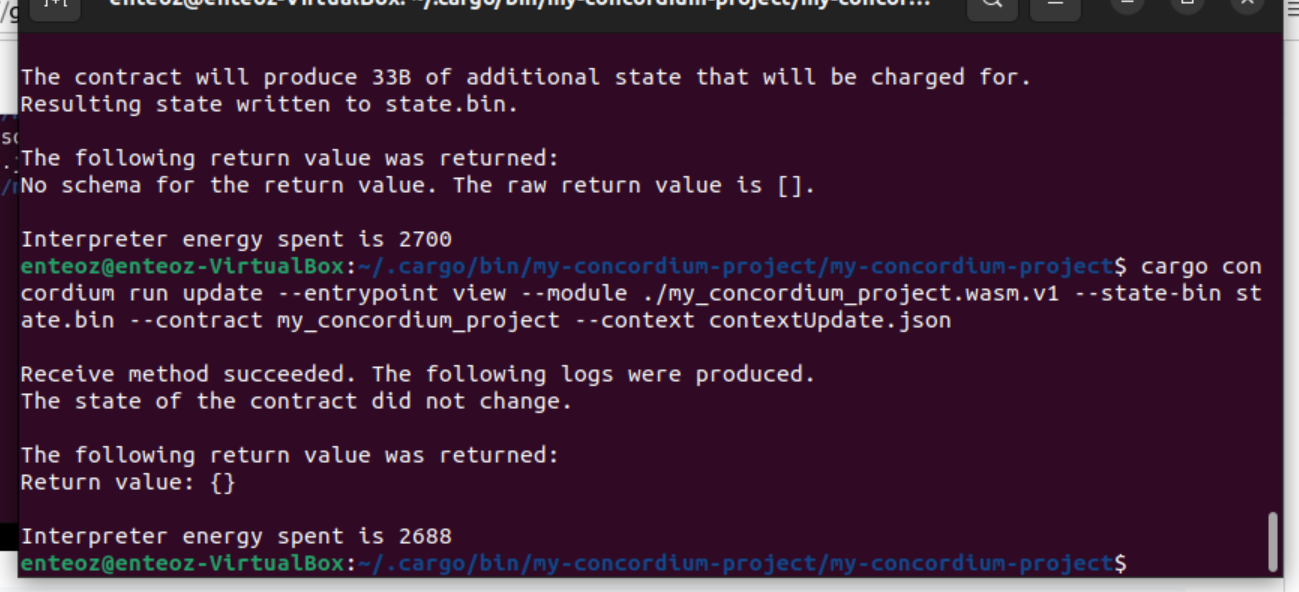 enteoz@enteoz-VirtualBox: ~/.cargo/bin/my-concordium-project/my-concor...
The contract will produce 33B of additional state that will be charged for.
Resulting state written to state.bin.
The following return value was returned:
No schema for the return value. The raw return value is [].
Interpreter energy spent is 2700
enteoz@enteoz-VirtualBox:~/.cargo/bin/my-concordium-project/my-concordium-project$ cargo con
cordium run update --entrypoint view --module ./my_concordium_project.wasm.v1 --state-bin st
ate.bin --contract my_concordium_project --context contextUpdate.json
Receive method succeeded. The following logs were produced.
The state of the contract did not change.
The following return value was returned:
Return value: {}
Interpreter energy spent is 2688
enteoz@enteoz-VirtualBox:~/.cargo/bin/my-concordium-project/my-concordium-project$